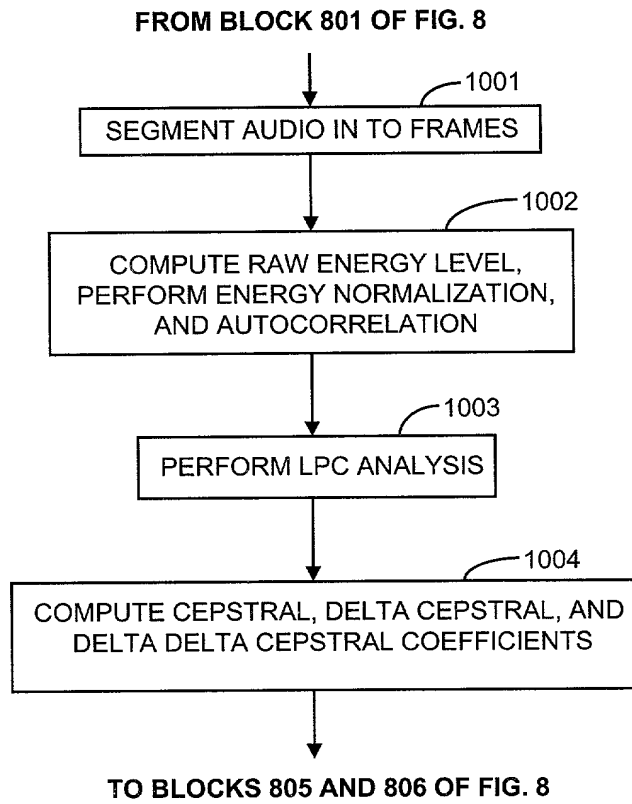 FROM BLOCK 801 OF FIG. 8
1001
SEGMENT AUDIO IN TO FRAMES
1002
COMPUTE RAW ENERGY LEVEL,
PERFORM ENERGY NORMALIZATION,
AND AUTOCORRELATION
1003
PERFORM LPC ANALYSIS
1004
COMPUTE CEPSTRAL, DELTA CEPSTRAL, AND
DELTA DELTA CEPSTRAL COEFFICIENTS
TO BLOCKS 805 AND 806 OF FIG. 8